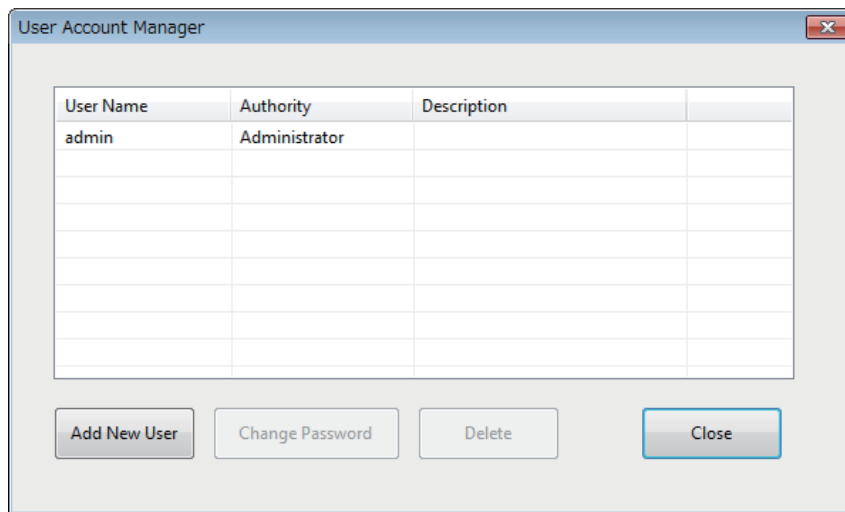 User Account Manager
User Name Authority Description
admin Administrator
Add New User Change Password Delete Close